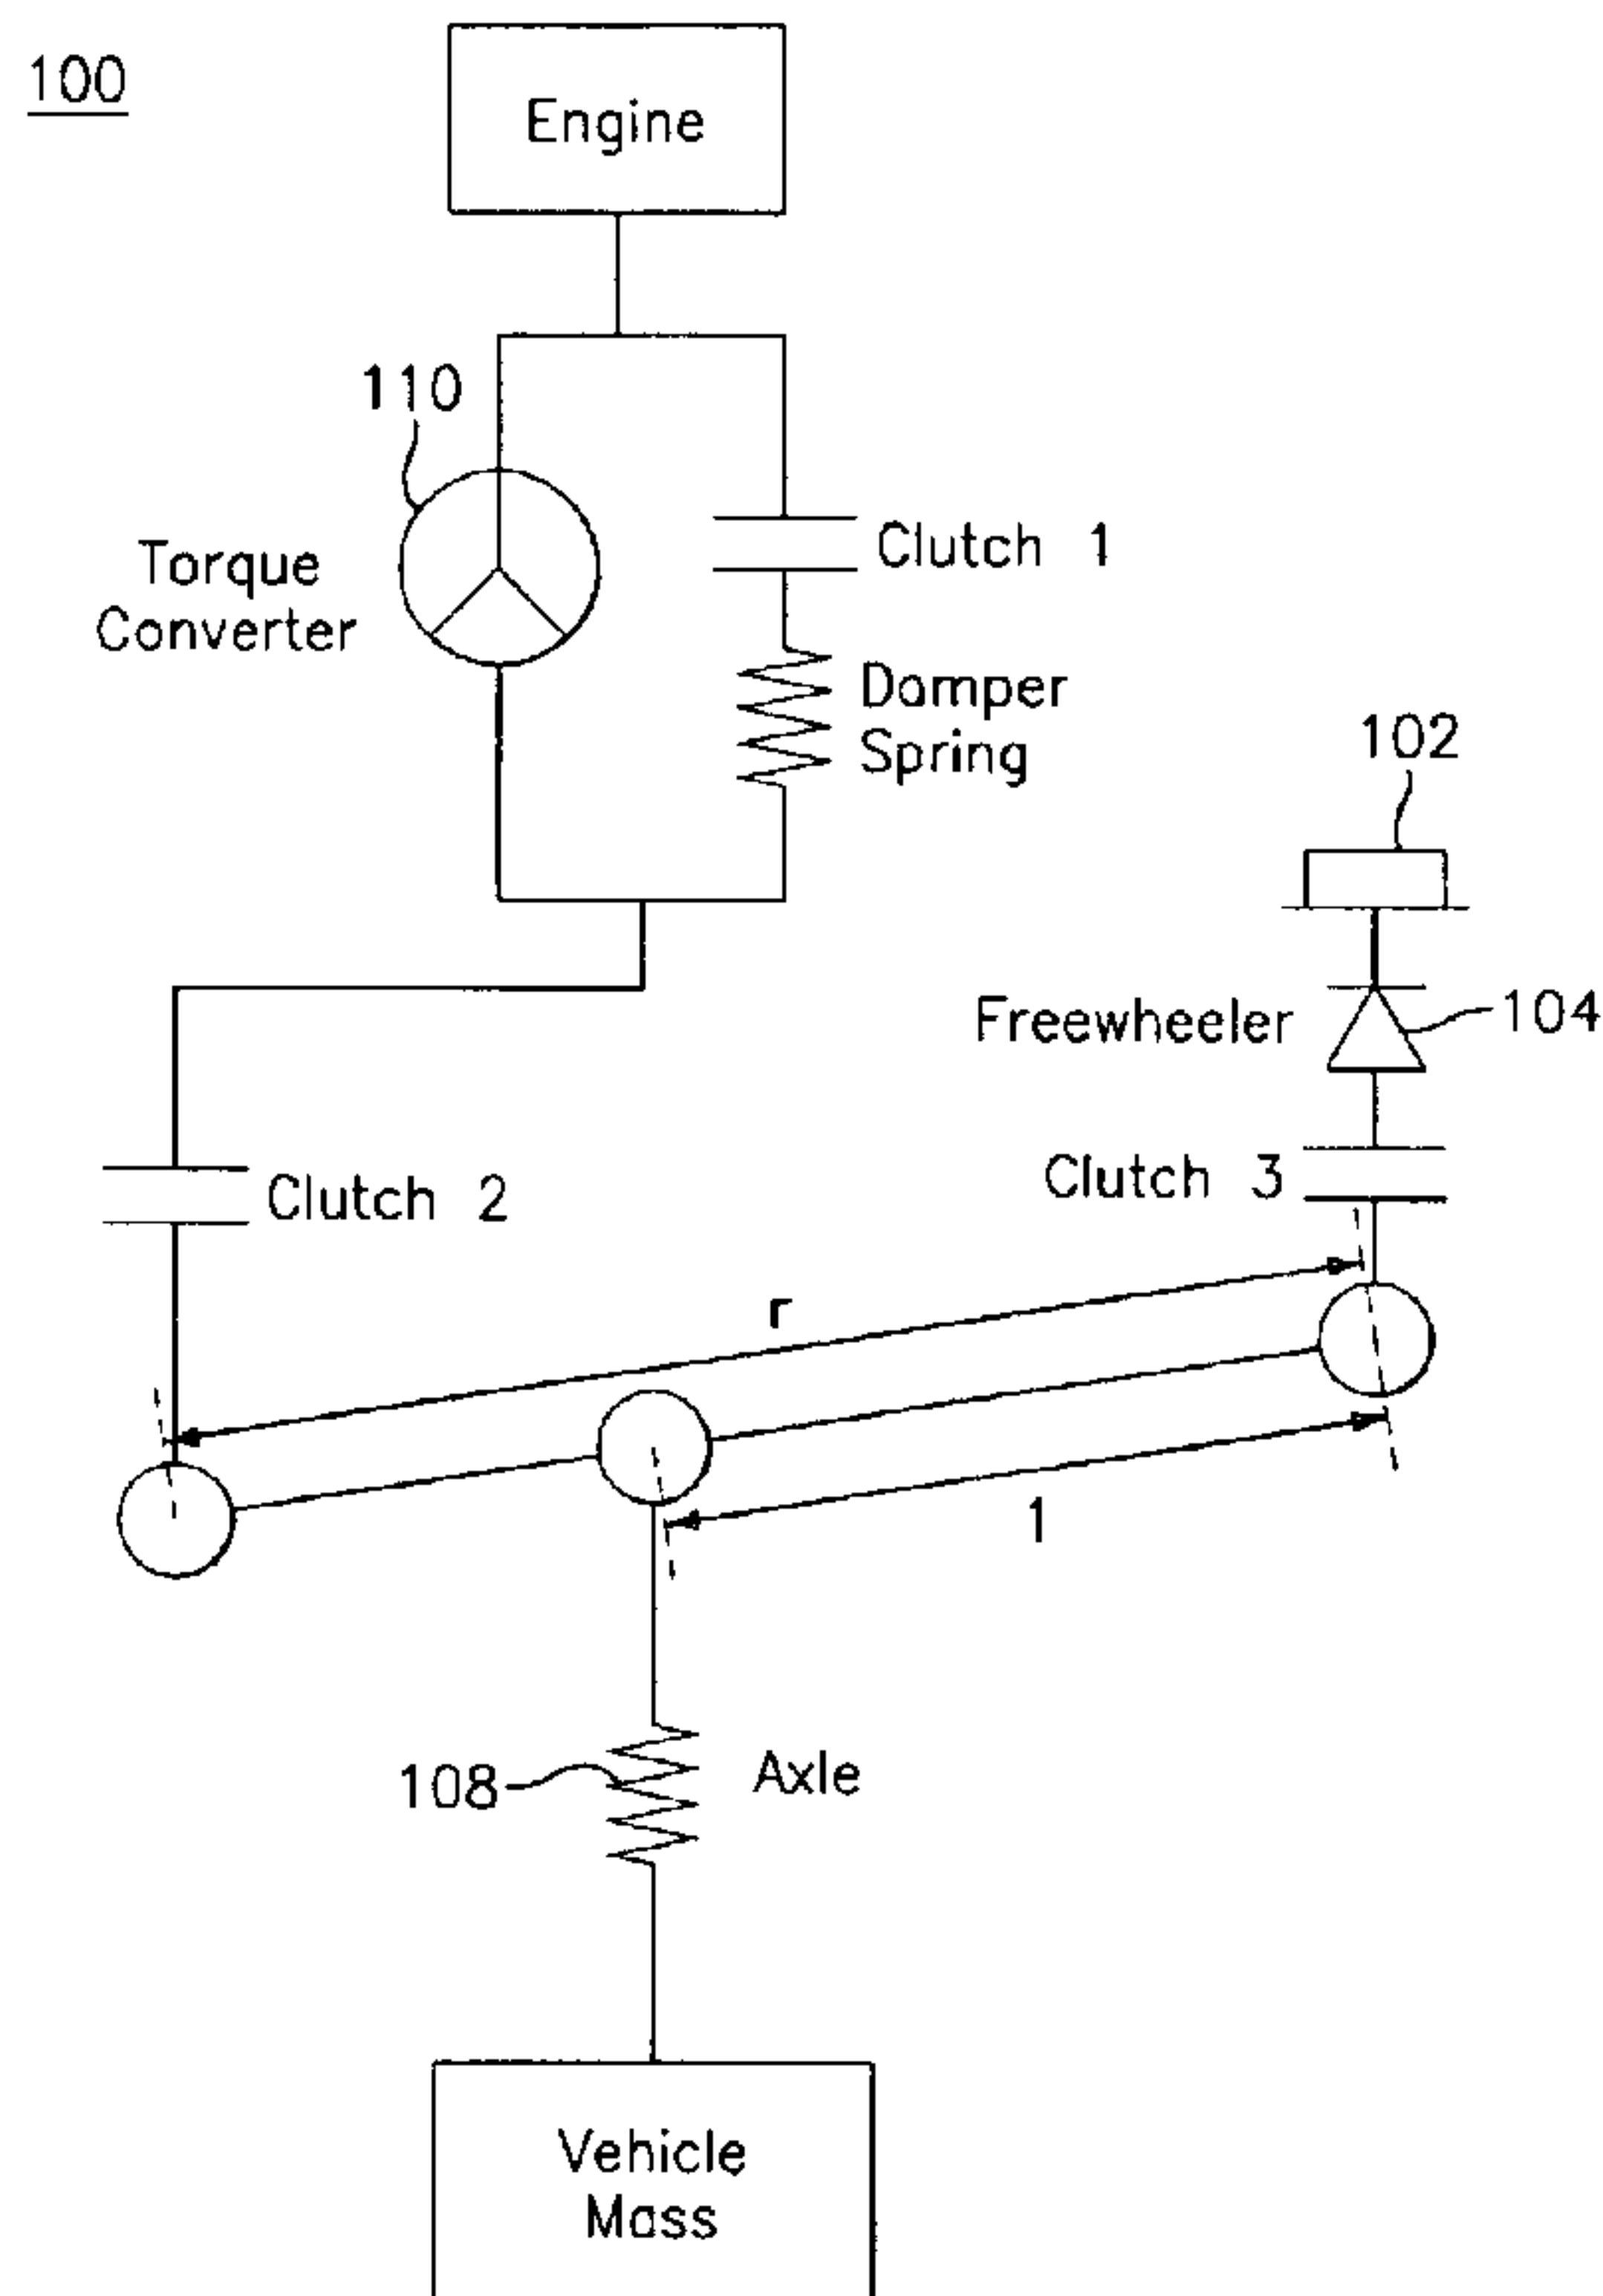 100
Engine
110
Torque
Converter
Clutch 1
Damper
Spring
102
Freewheeler
104
Clutch 2
Clutch 3
r
1
108
Axle
Vehicle
Mass